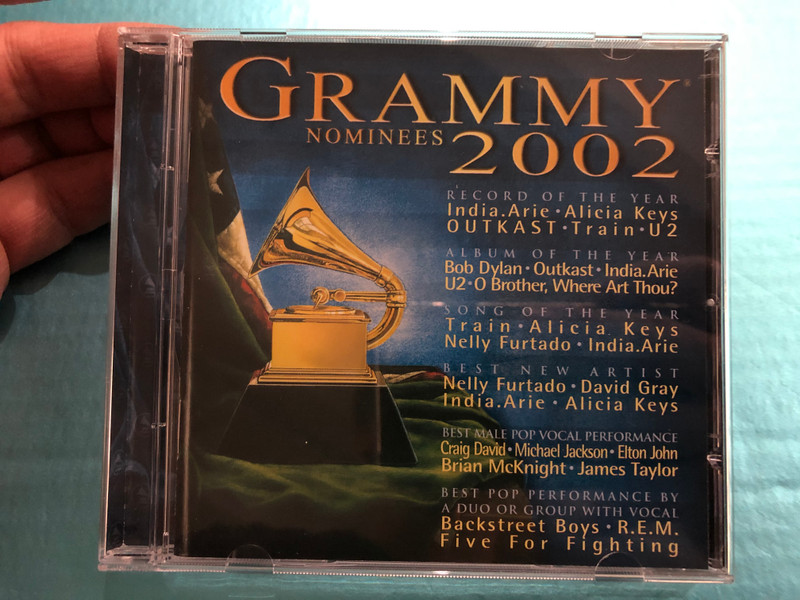 GRAMMY
NOMINEES 2002
RECORD OF THE YEAR
India.Arie • Alicia Keys
OUTKAST • Train • U2
ALBUM OF THE YEAR
Bob Dylan • Outkast • India.Arie
U2 • O Brother, Where Art Thou?
SONG OF THE YEAR
Train • Alicia Keys
Nelly Furtado • India.Arie
BEST NEW ARTIST
Nelly Furtado • David Gray
India.Arie • Alicia Keys
BEST MALE POP VOCAL PERFORMANCE
Craig David • Michael Jackson • Elton John
Brian McKnight • James Taylor
BEST POP PERFORMANCE BY
A DUO OR GROUP WITH VOCAL
Backstreet Boys • R.E.M.
Five For Fighting